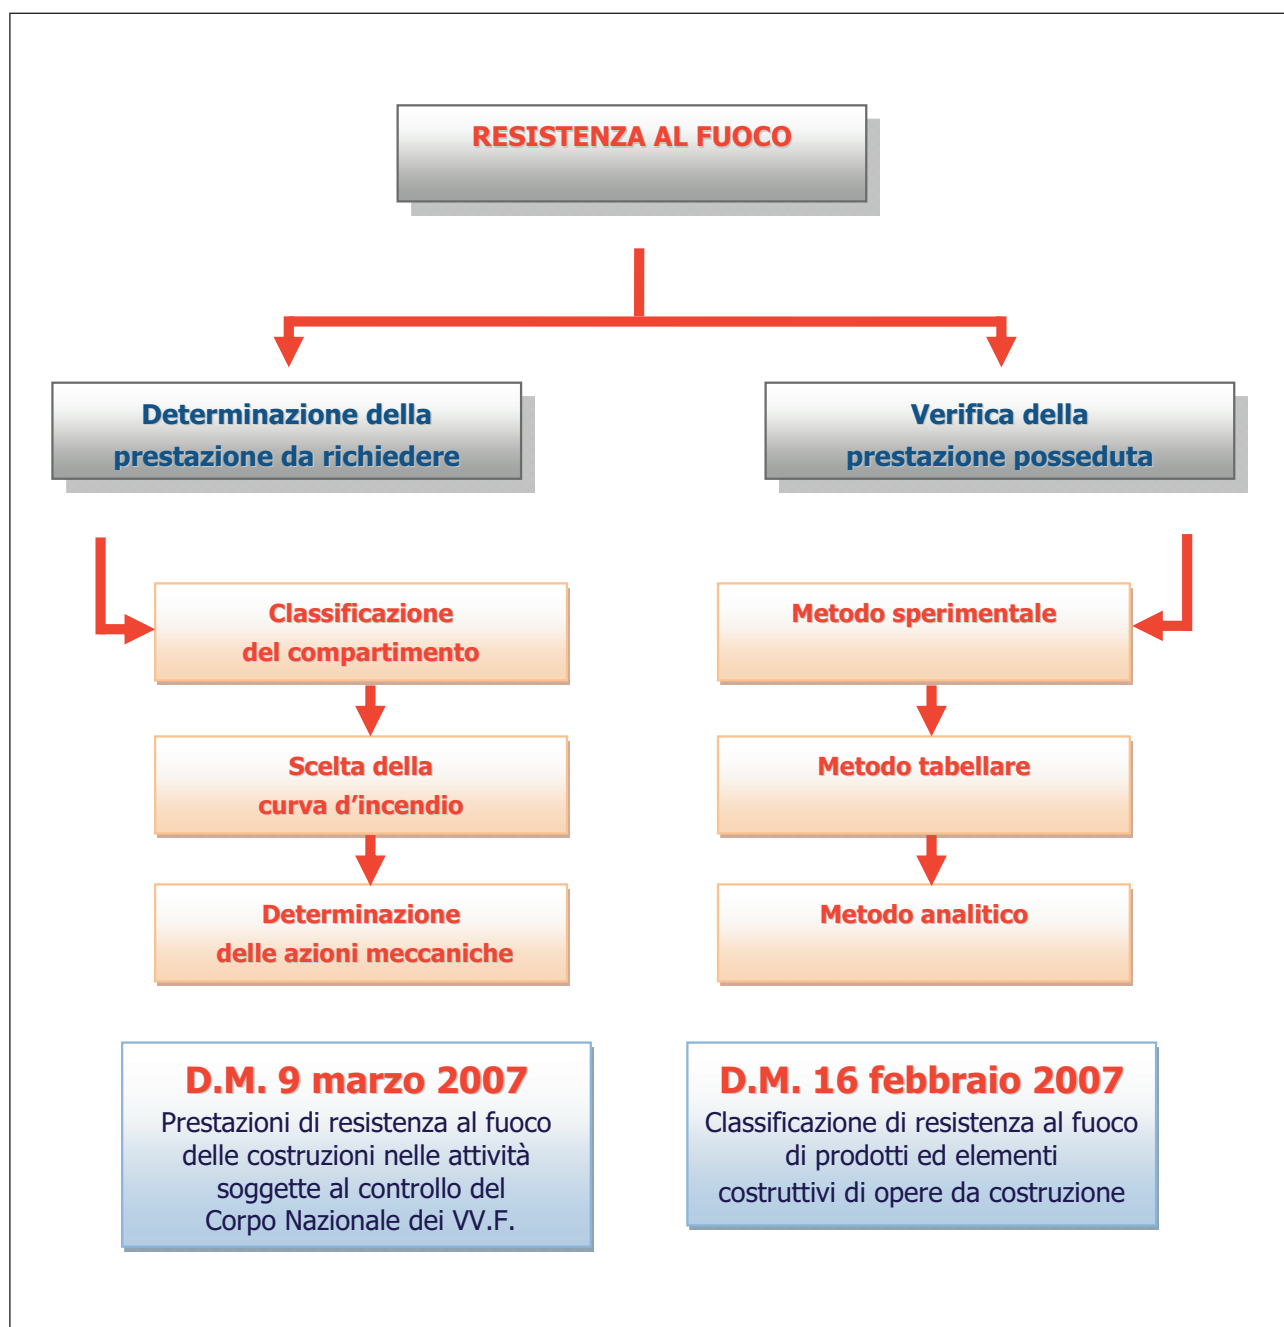 RESISTENZA AL FUOCO
Determinazione della
prestazione da richiedere
Verifica della
prestazione posseduta
Classificazione
del compartimento
Scelta della
curva d’incendio
Determinazione
delle azioni meccaniche
Metodo sperimentale
Metodo tabellare
Metodo analitico
D.M. 9 marzo 2007
Prestazioni di resistenza al fuoco
delle costruzioni nelle attività
soggette al controllo del
Corpo Nazionale dei VV.F.
D.M. 16 febbraio 2007
Classificazione di resistenza al fuoco
di prodotti ed elementi
costruttivi di opere da costruzione